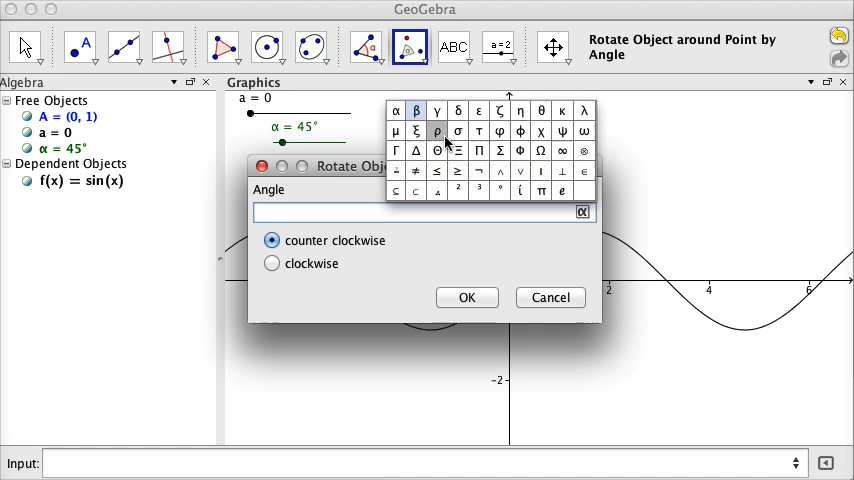 GeoGebra
A
α
α
ABC
a=2
Rotate Object around Point by
Angle
Algebra
Graphics
Free Objects
A = (0, 1)
a = 0
α = 45°
Dependent Objects
f(x) = sin(x)
a = 0
α = 45°
α β γ δ ε ζ η θ κ λ
μ ξ ρ σ τ φ ϕ χ ψ ω
Γ Δ Θ Ξ Π Σ Φ Ω ∞ ⊗
≟ ≠ ≤ ≥ ¬ ∧ ∨ ∥ ⊥ ∈
⊆ ⊂ ∡ ² ³ ° í π e
Rotate Obje
Angle
α
counter clockwise
clockwise
OK Cancel
2 4 6
-2
Input: